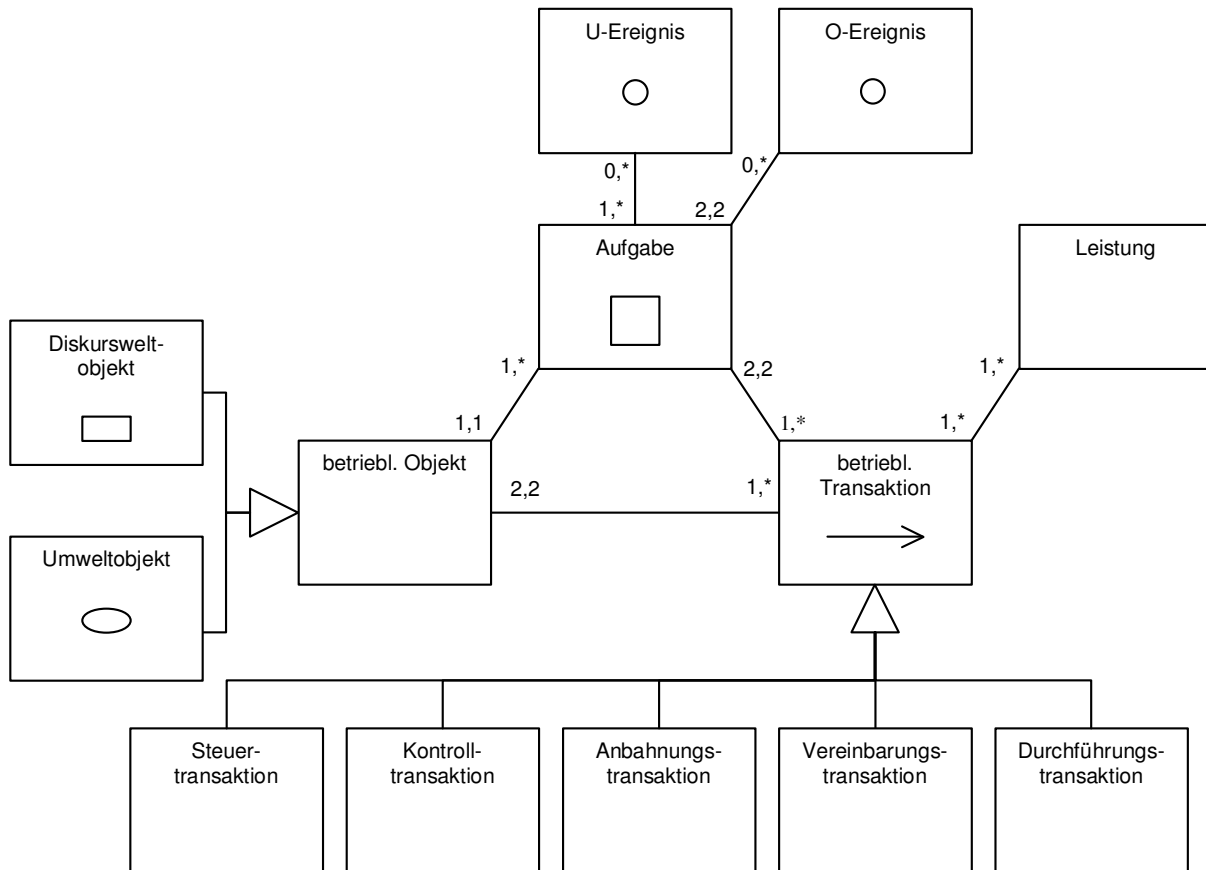 U-Ereignis
O-Ereignis
0,*
0,*
1,*
2,2
Aufgabe
Leistung
Diskurswelt-
objekt
1,*
2,2
1,*
1,1
1,*
1,*
betriebl. Objekt
betriebl.
Transaktion
2,2
1,*
Umweltobjekt
Steuer-
transaktion
Kontroll-
transaktion
Anbahnungs-
transaktion
Vereinbarungs-
transaktion
Durchführungs-
transaktion